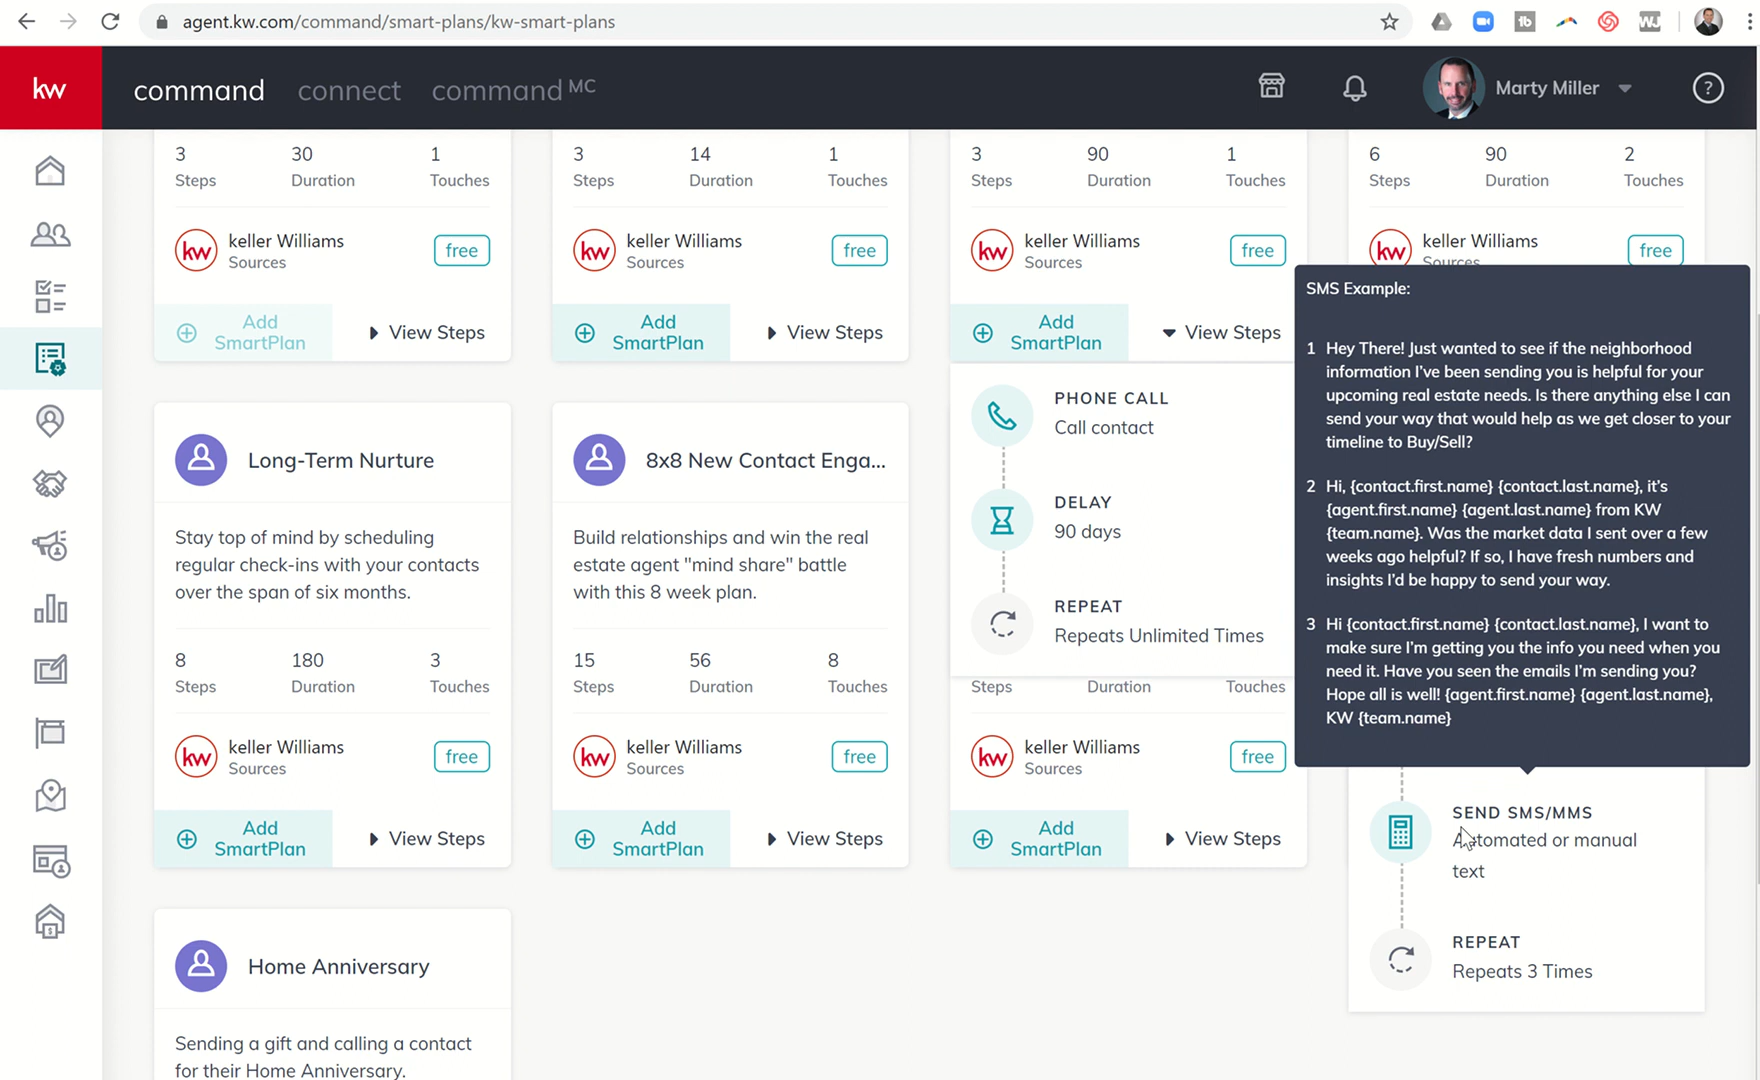 agent.kw.com/command/smart-plans/kw-smart-plans
kw
command
connect
command MC
Marty Miller
?
3
30
1
Steps
Duration
Touches
keller Williams
Sources
free
Add
SmartPlan
View Steps
3
14
1
Steps
Duration
Touches
keller Williams
Sources
free
Add
SmartPlan
View Steps
3
90
1
Steps
Duration
Touches
keller Williams
Sources
free
Add
SmartPlan
View Steps
PHONE CALL
Call contact
DELAY
90 days
REPEAT
Repeats Unlimited Times
6
90
2
Steps
Duration
Touches
keller Williams
Sources
free
SMS Example:
1 Hey There! Just wanted to see if the neighborhood
information I've been sending you is helpful for your
upcoming real estate needs. Is there anything else I can
send your way that would help as we get closer to your
timeline to Buy/Sell?
2 Hi, {contact.first.name} {contact.last.name}, it's
{agent.first.name} {agent.last.name} from KW
{team.name}. Was the market data I sent over a few
weeks ago helpful? If so, I have fresh numbers and
insights I'd be happy to send your way.
3 Hi {contact.first.name} {contact.last.name}, I want to
make sure I'm getting you the info you need when you
need it. Have you seen the emails I'm sending you?
Hope all is well! {agent.first.name} {agent.last.name},
KW {team.name}
SEND SMS/MMS
Automated or manual
text
REPEAT
Repeats 3 Times
Long-Term Nurture
Stay top of mind by scheduling
regular check-ins with your contacts
over the span of six months.
8
180
3
Steps
Duration
Touches
keller Williams
Sources
free
Add
SmartPlan
View Steps
8x8 New Contact Enga...
Build relationships and win the real
estate agent "mind share" battle
with this 8 week plan.
15
56
8
Steps
Duration
Touches
keller Williams
Sources
free
Add
SmartPlan
View Steps
Steps
Duration
Touches
keller Williams
Sources
free
Add
SmartPlan
View Steps
Home Anniversary
Sending a gift and calling a contact
for their Home Anniversary.